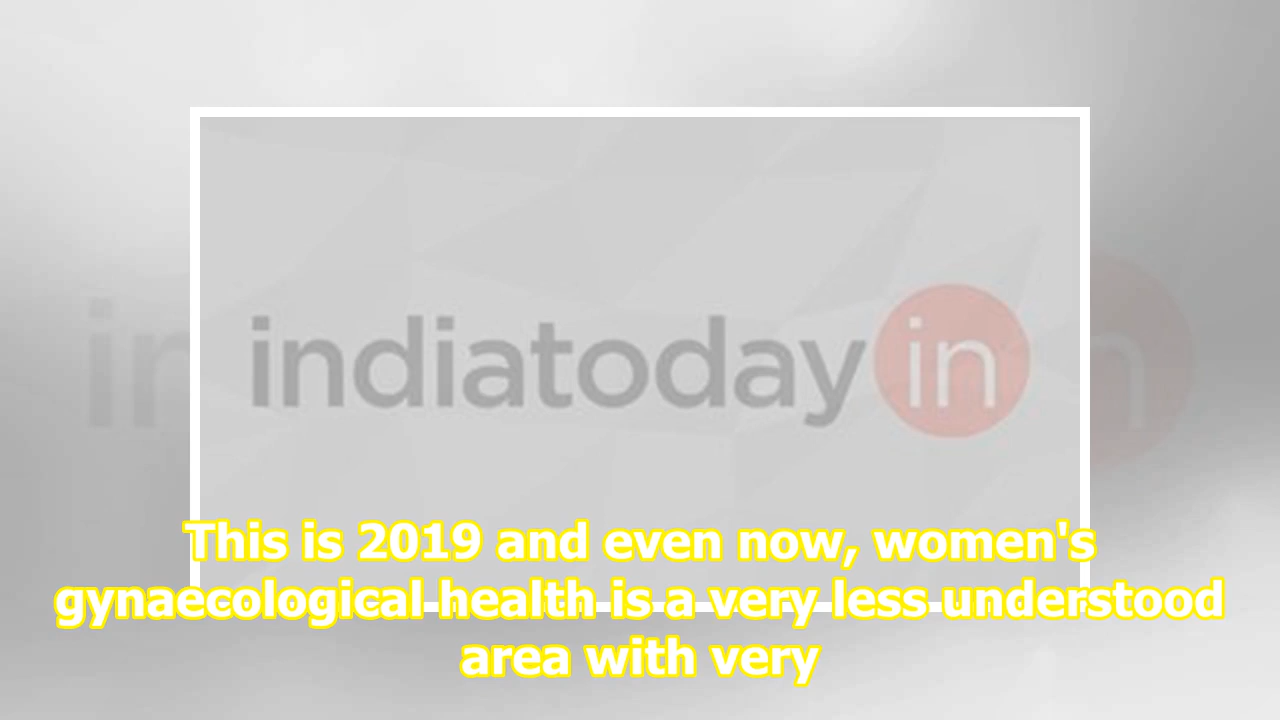 indiatoday in
This is 2019 and even now, women's
gynaecological health is a very less understood
area with very